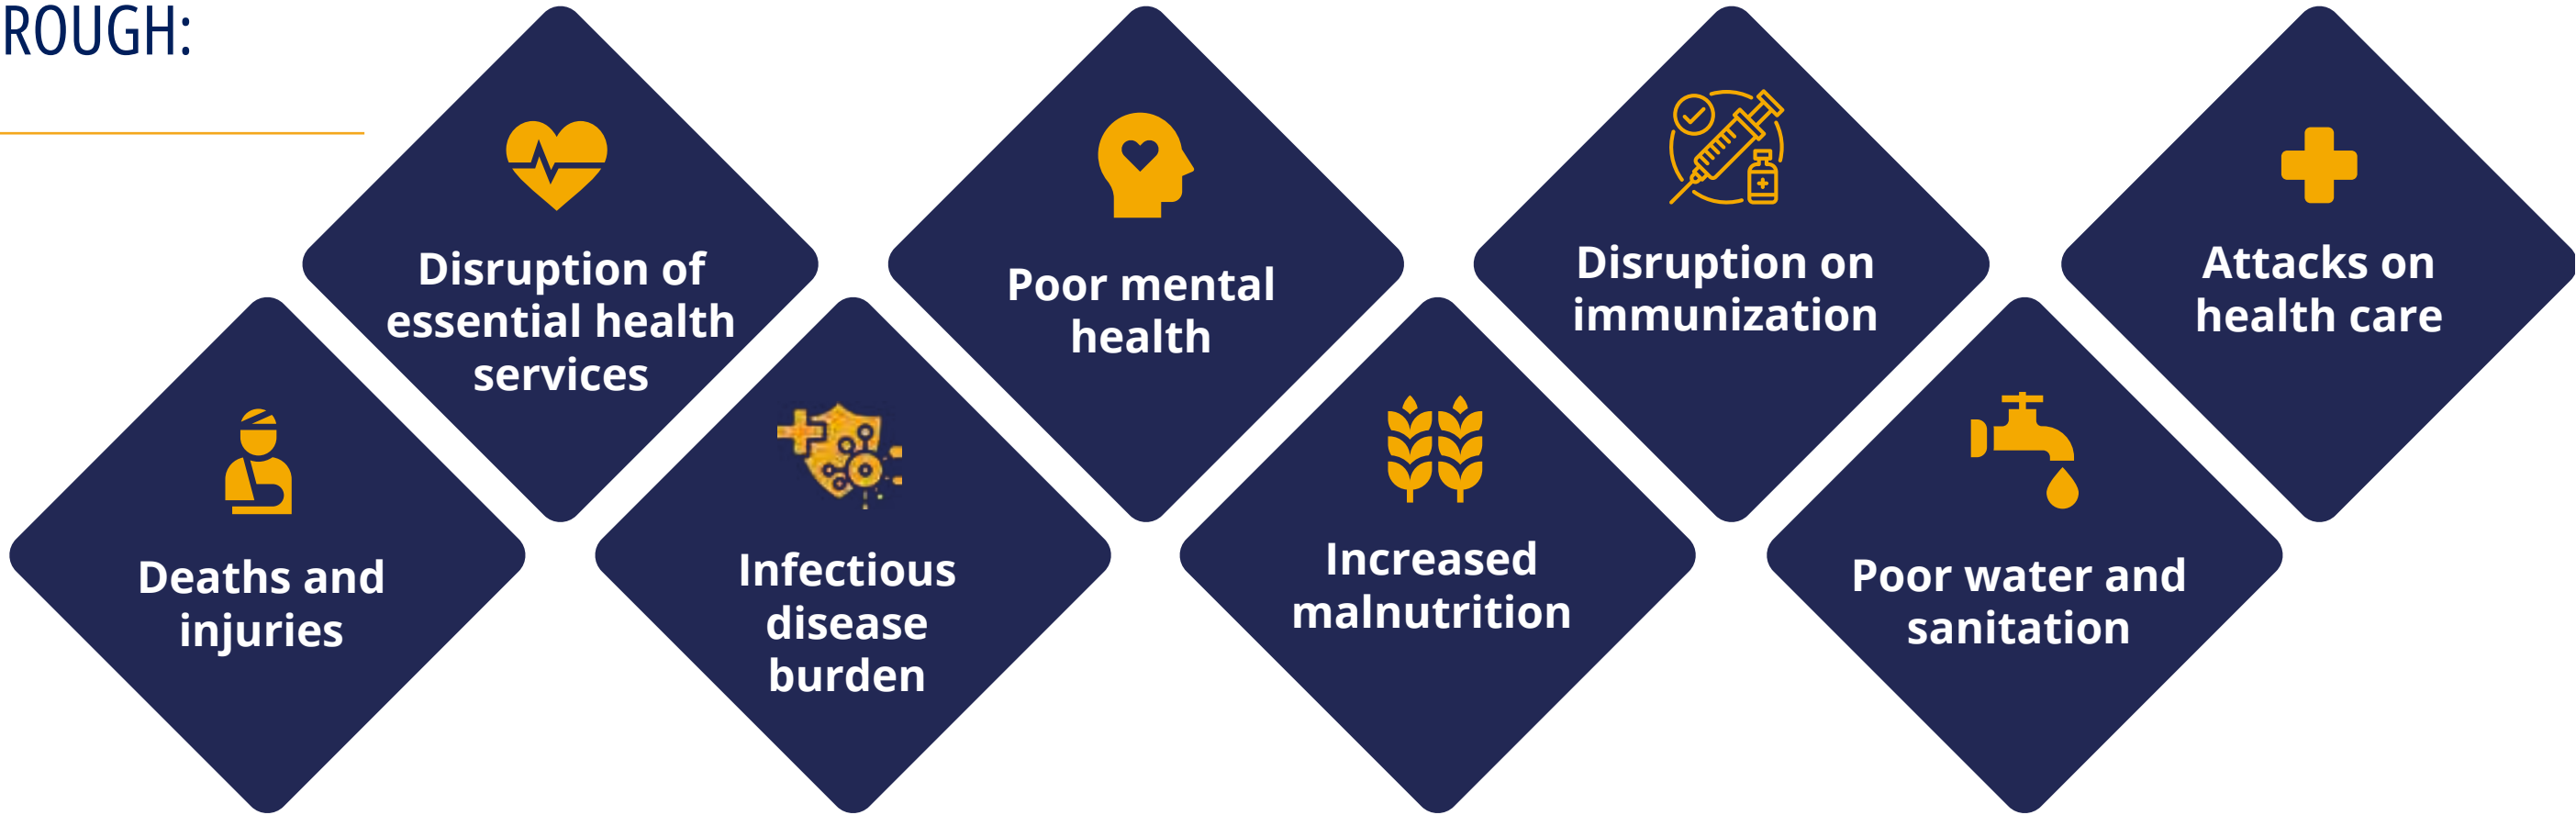 ROUGH:
Disruption of
essential health
services
Poor mental
health
Disruption on
immunization
Attacks on
health care
Deaths and
injuries
Infectious
disease
burden
Increased
malnutrition
Poor water and
sanitation